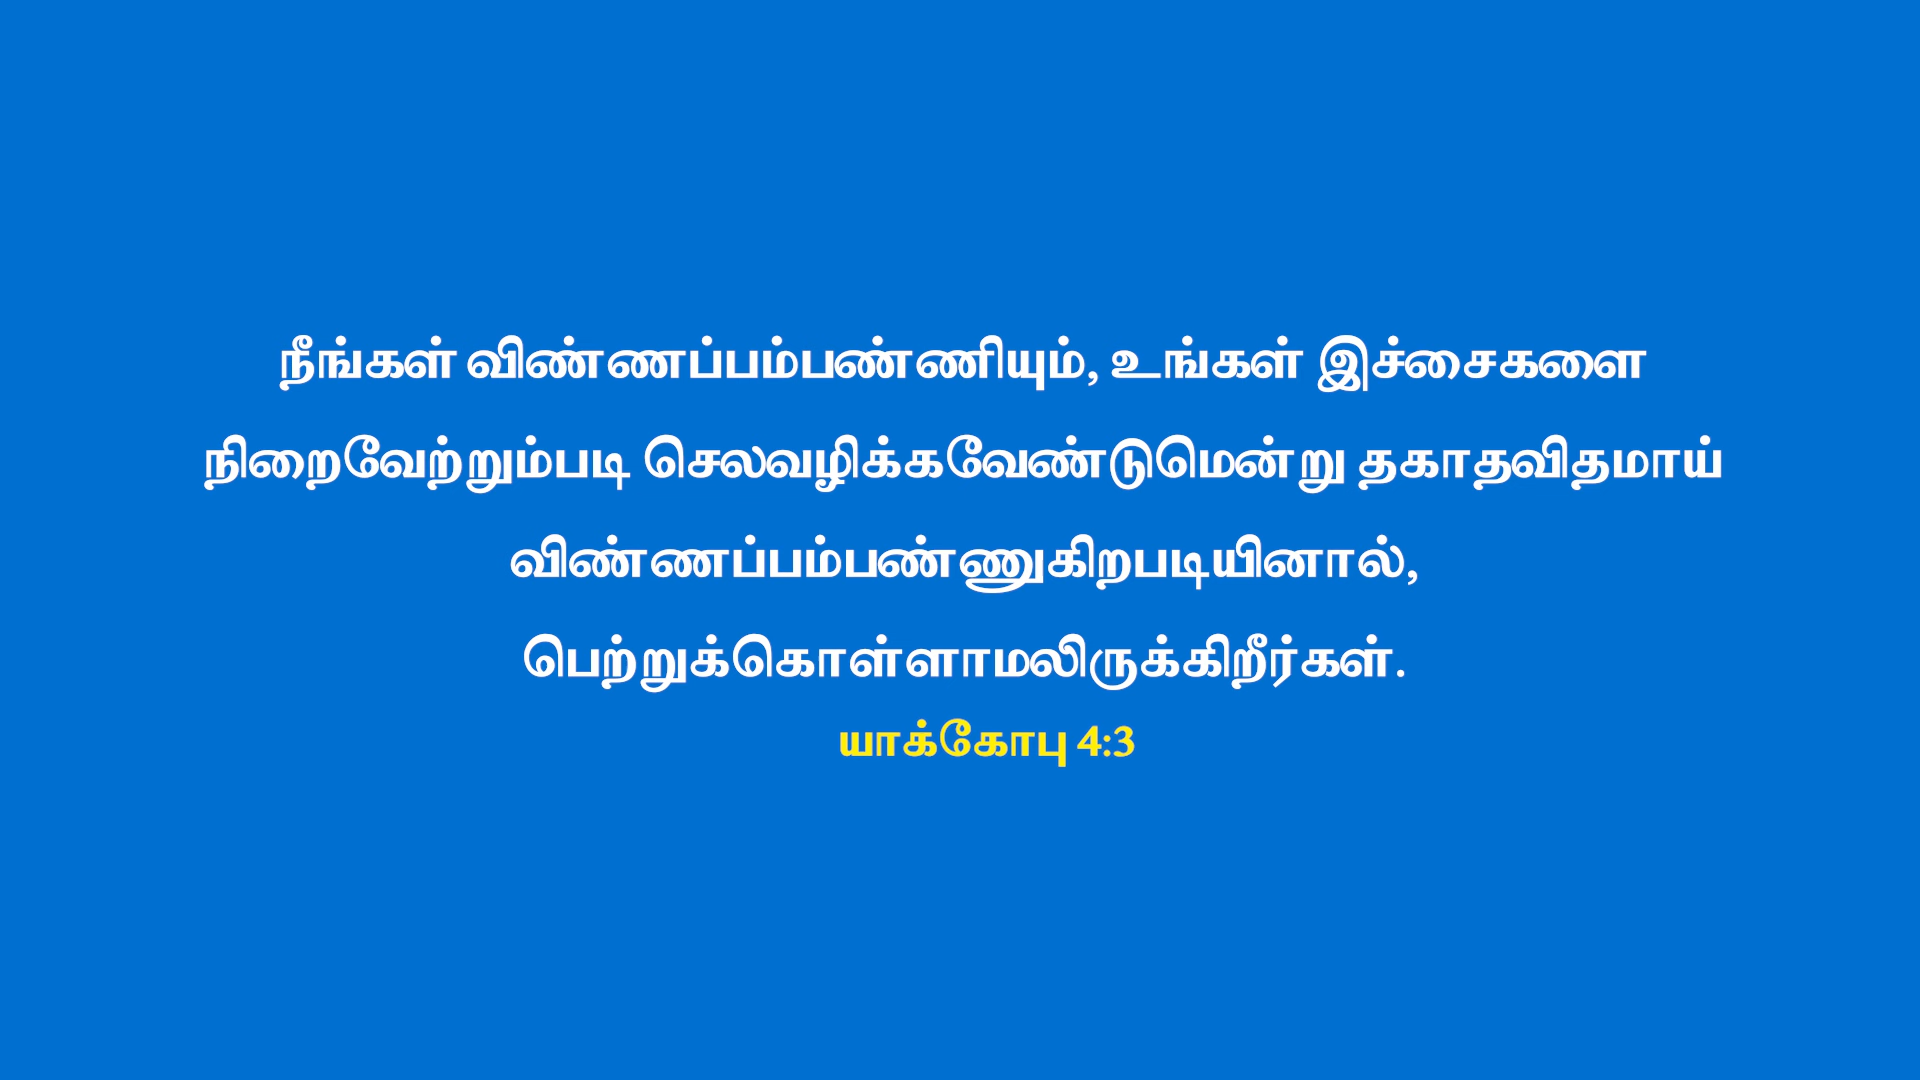 நீங்கள் விண்ணப்பம்பண்ணியும், உங்கள் இச்சைகளை
நிறைவேற்றும்படி செலவழிக்கவேண்டுமென்று தகாதவிதமாய்
விண்ணப்பம்பண்ணுகிறபடியினால்,
பெற்றுக்கொள்ளாமலிருக்கிறீர்கள்.
யாக்கோபு 4:3